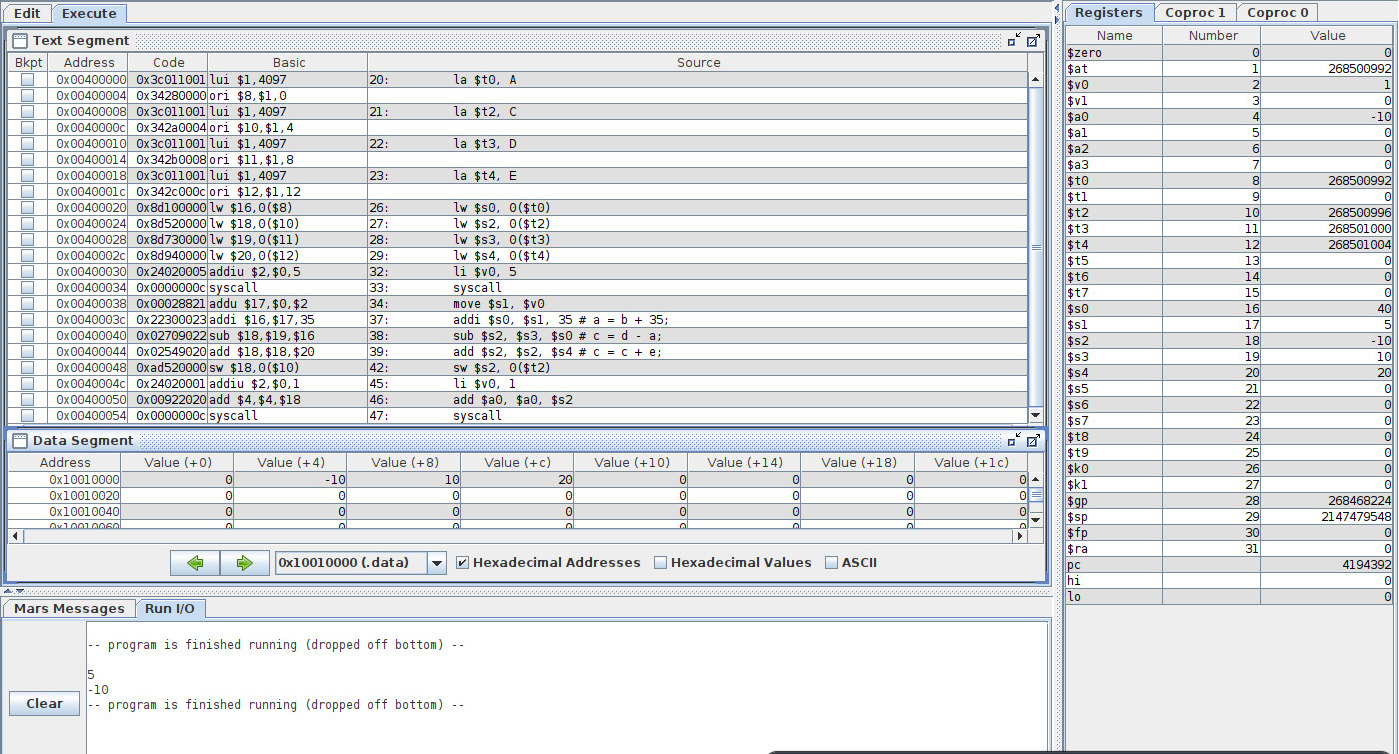 Edit Execute
Text Segment
Bkpt Address Code Basic Source
0x00400000 0x3c011001 lui $1,4097 20: la $t0, A
0x00400004 0x34280000 ori $8,$1,0
0x00400008 0x3c011001 lui $1,4097 21: la $t2, C
0x0040000c 0x342a0004 ori $10,$1,4
0x00400010 0x3c011001 lui $1,4097 22: la $t3, D
0x00400014 0x342b0008 ori $11,$1,8
0x00400018 0x3c011001 lui $1,4097 23: la $t4, E
0x0040001c 0x342c000c ori $12,$1,12
0x00400020 0x8d100000 lw $16,0($8) 26: lw $s0, 0($t0)
0x00400024 0x8d520000 lw $18,0($10) 27: lw $s2, 0($t2)
0x00400028 0x8d730000 lw $19,0($11) 28: lw $s3, 0($t3)
0x0040002c 0x8d940000 lw $20,0($12) 29: lw $s4, 0($t4)
0x00400030 0x24020005 addiu $2,$0,5 32: li $v0, 5
0x00400034 0x0000000c syscall 33: syscall
0x00400038 0x00028821 addu $17,$0,$2 34: move $s1, $v0
0x0040003c 0x22300023 addi $16,$17,35 37: addi $s0, $s1, 35 # a = b + 35;
0x00400040 0x02709022 sub $18,$19,$16 38: sub $s2, $s3, $s0 # c = d - a;
0x00400044 0x02549020 add $18,$18,$20 39: add $s2, $s2, $s4 # c = c + e;
0x00400048 0xad520000 sw $18,0($10) 42: sw $s2, 0($t2)
0x0040004c 0x24020001 addiu $2,$0,1 45: li $v0, 1
0x00400050 0x00922020 add $4,$4,$18 46: add $a0, $a0, $s2
0x00400054 0x0000000c syscall 47: syscall
Data Segment
Address Value (+0) Value (+4) Value (+8) Value (+c) Value (+10) Value (+14) Value (+18) Value (+1c)
0x10010000 0 -10 10 20 0 0 0 0
0x10010020 0 0 0 0 0 0 0 0
0x10010040 0 0 0 0 0 0 0 0
0x10010060 0 0 0 0 0 0 0 0
0x10010000 (.data) Hexadecimal Addresses Hexadecimal Values ASCII
Mars Messages Run I/O
Clear
-- program is finished running (dropped off bottom) --
5
-10
-- program is finished running (dropped off bottom) --
Registers Coproc 1 Coproc 0
Name Number Value
$zero 0 0
$at 1 268500992
$v0 2 1
$v1 3 0
$a0 4 -10
$a1 5 0
$a2 6 0
$a3 7 0
$t0 8 268500992
$t1 9 0
$t2 10 268500996
$t3 11 268501000
$t4 12 268501004
$t5 13 0
$t6 14 0
$t7 15 0
$s0 16 40
$s1 17 5
$s2 18 -10
$s3 19 10
$s4 20 20
$s5 21 0
$s6 22 0
$s7 23 0
$t8 24 0
$t9 25 0
$k0 26 0
$k1 27 0
$gp 28 268468224
$sp 29 2147479548
$fp 30 0
$ra 31 0
pc 4194392
hi 0
lo 0